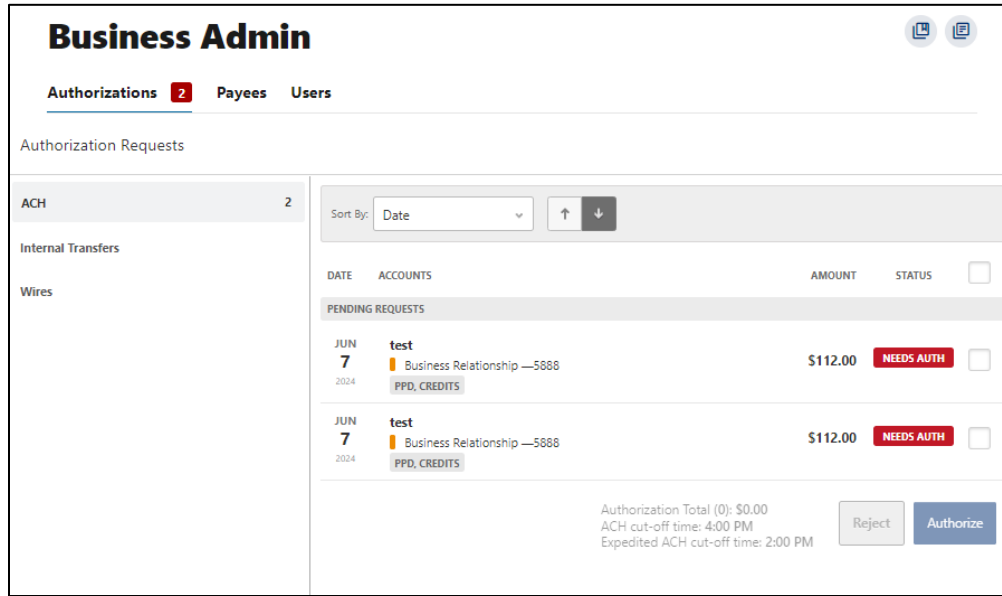 Business Admin
Authorizations 2 Payees Users
Authorization Requests
ACH 2
Internal Transfers
Wires
Sort By: Date
DATE ACCOUNTS AMOUNT STATUS
PENDING REQUESTS
JUN 7 2024
test
Business Relationship —5888
PPD, CREDITS
$112.00 NEEDS AUTH
JUN 7 2024
test
Business Relationship —5888
PPD, CREDITS
$112.00 NEEDS AUTH
Authorization Total (0): $0.00
ACH cut-off time: 4:00 PM
Expedited ACH cut-off time: 2:00 PM
Reject Authorize